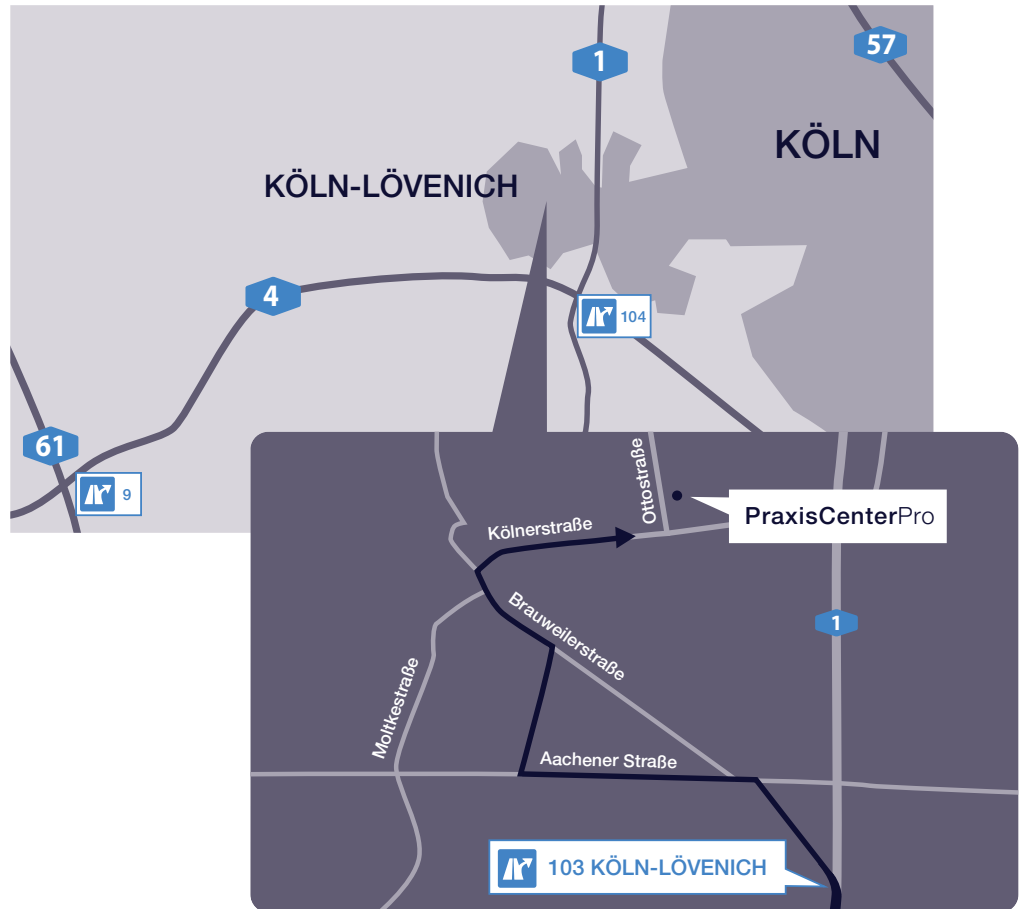 57
1
KÖLN
KÖLN-LÖVENICH
4
104
61
9
Ottostraße
PraxisCenterPro
Kölnerstraße
Brauweilerstraße
1
Moltkestraße
Aachener Straße
103 KÖLN-LÖVENICH